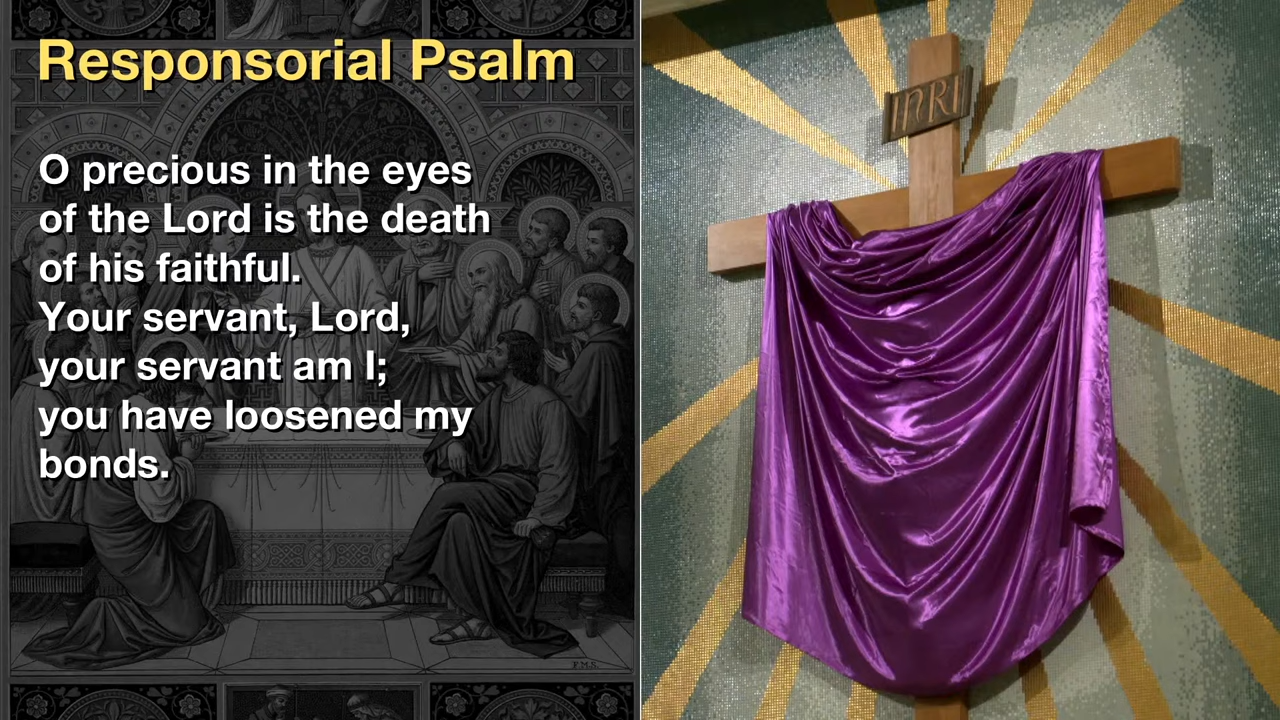 Responsorial Psalm
O precious in the eyes
of the Lord is the death
of his faithful.
Your servant, Lord,
your servant am I;
you have loosened my
bonds.
F.M.S.
INRI